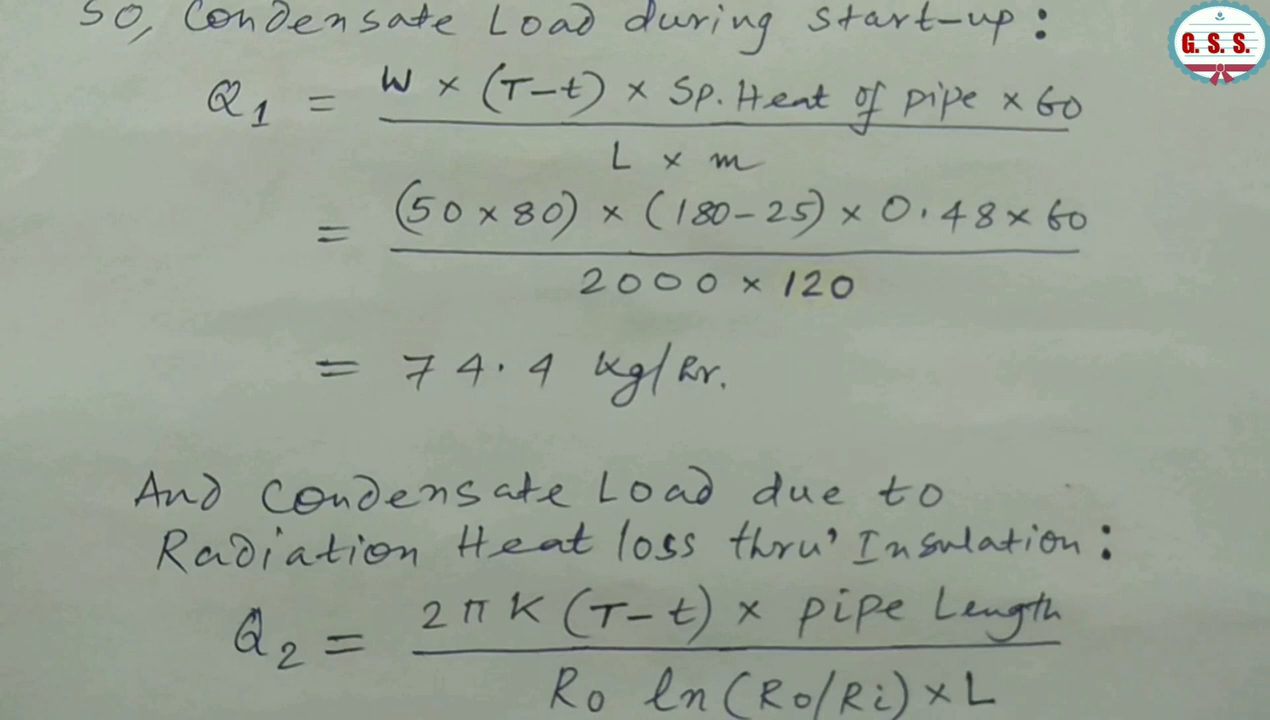 So, Condensate Load during start-up:
G. S. S.
Q1 = W × (T-t) × Sp. Heat of pipe × 60
L × m
= (50 × 80) × (180-25) × 0.48 × 60
2000 × 120
= 74.4 kg/hr.
And Condensate Load due to
Radiation Heat loss thru' Insulation:
Q2 = 2πK (T-t) × pipe Length
Ro ln (Ro/Ri) × L